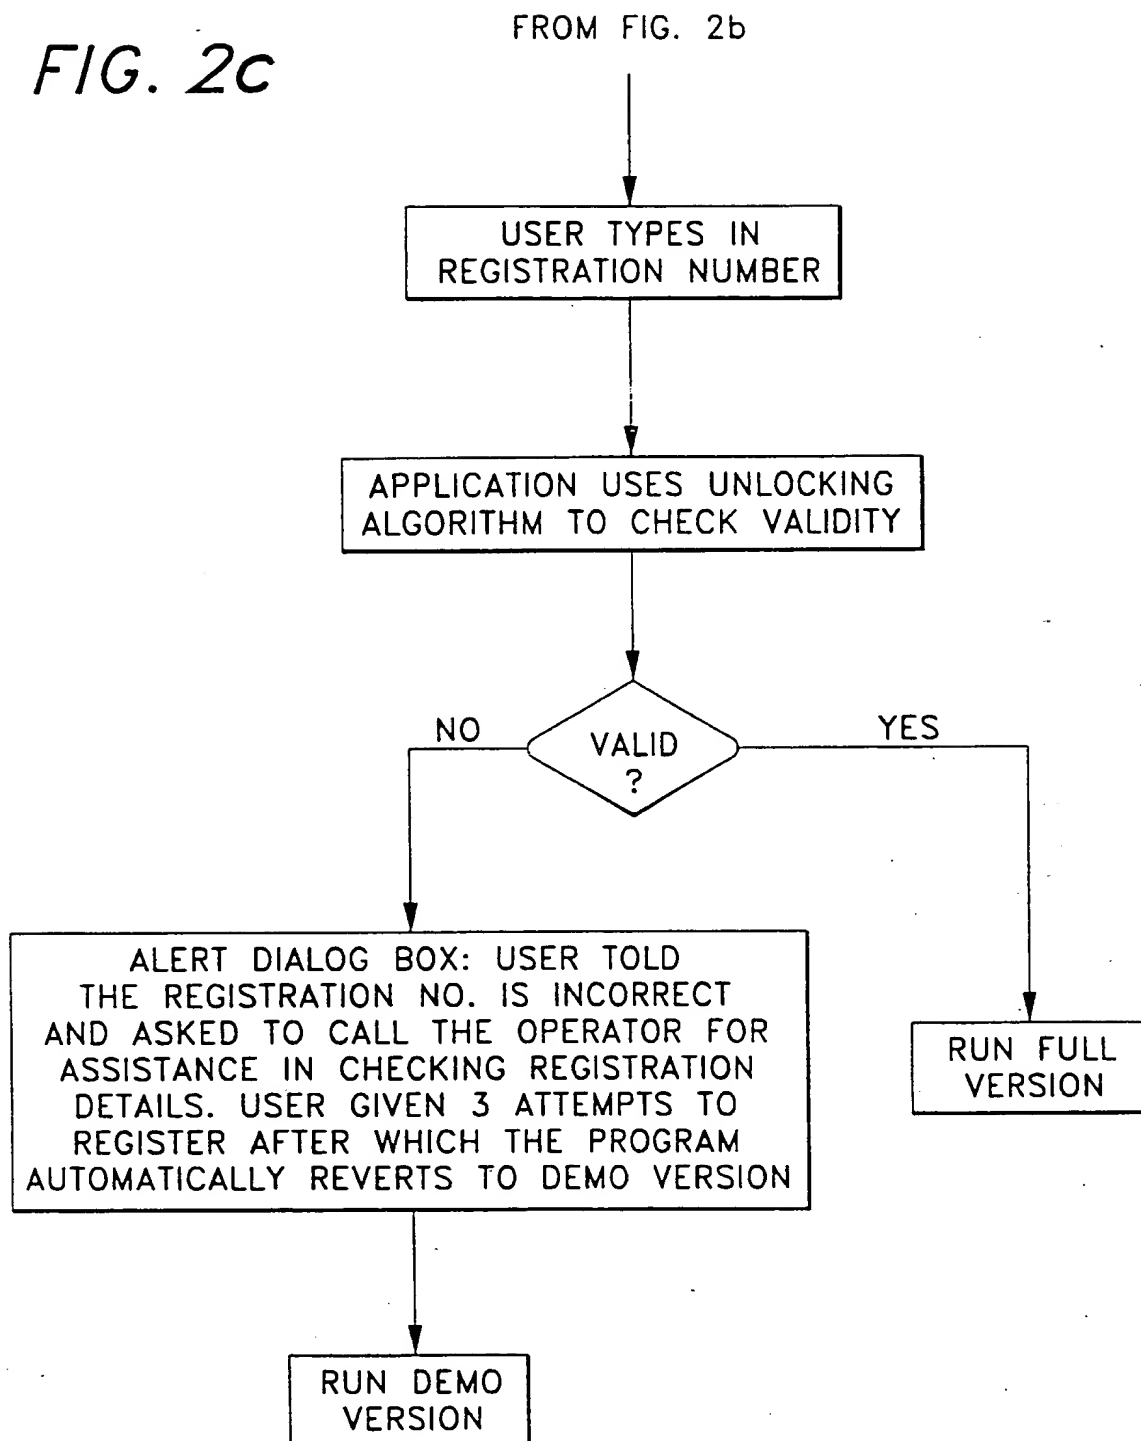 FROM FIG. 2b
FIG. 2c
USER TYPES IN
REGISTRATION NUMBER
APPLICATION USES UNLOCKING
ALGORITHM TO CHECK VALIDITY
NO
VALID
?
YES
ALERT DIALOG BOX: USER TOLD
THE REGISTRATION NO. IS INCORRECT
AND ASKED TO CALL THE OPERATOR FOR
ASSISTANCE IN CHECKING REGISTRATION
DETAILS. USER GIVEN 3 ATTEMPTS TO
REGISTER AFTER WHICH THE PROGRAM
AUTOMATICALLY REVERTS TO DEMO VERSION
RUN FULL
VERSION
RUN DEMO
VERSION